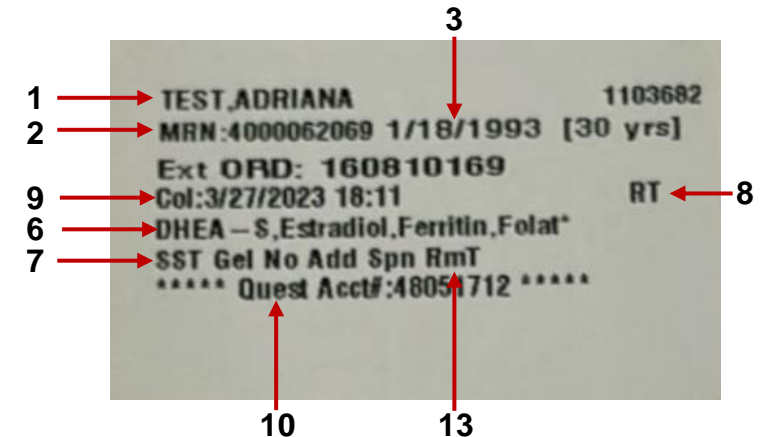 3
1 TEST,ADRIANA 1103682
2 MRN:4000062069 1/18/1993 [30 yrs]
Ext ORD: 160810169
9 Col:3/27/2023 18:11 RT 8
6 DHEA – S,Estradiol,Ferritin,Folat*
7 SST Gel No Add Spn RmT
***** Quest Acct#:48051712 *****
10 13